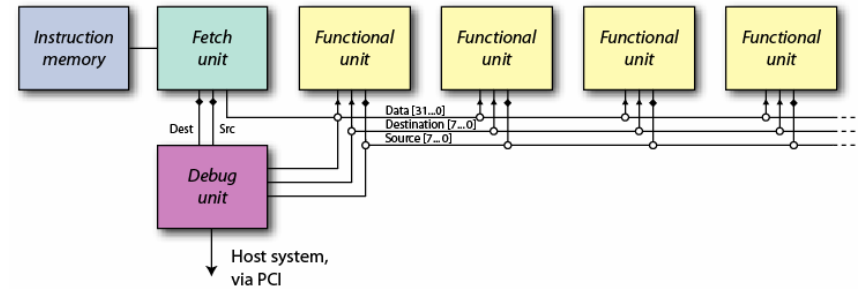 Instruction
memory
Fetch
unit
Functional
unit
Functional
unit
Functional
unit
Functional
unit
Data [31...0]
Destination [7...0]
Source [7...0]
Dest
Src
Debug
unit
Host system,
via PCI